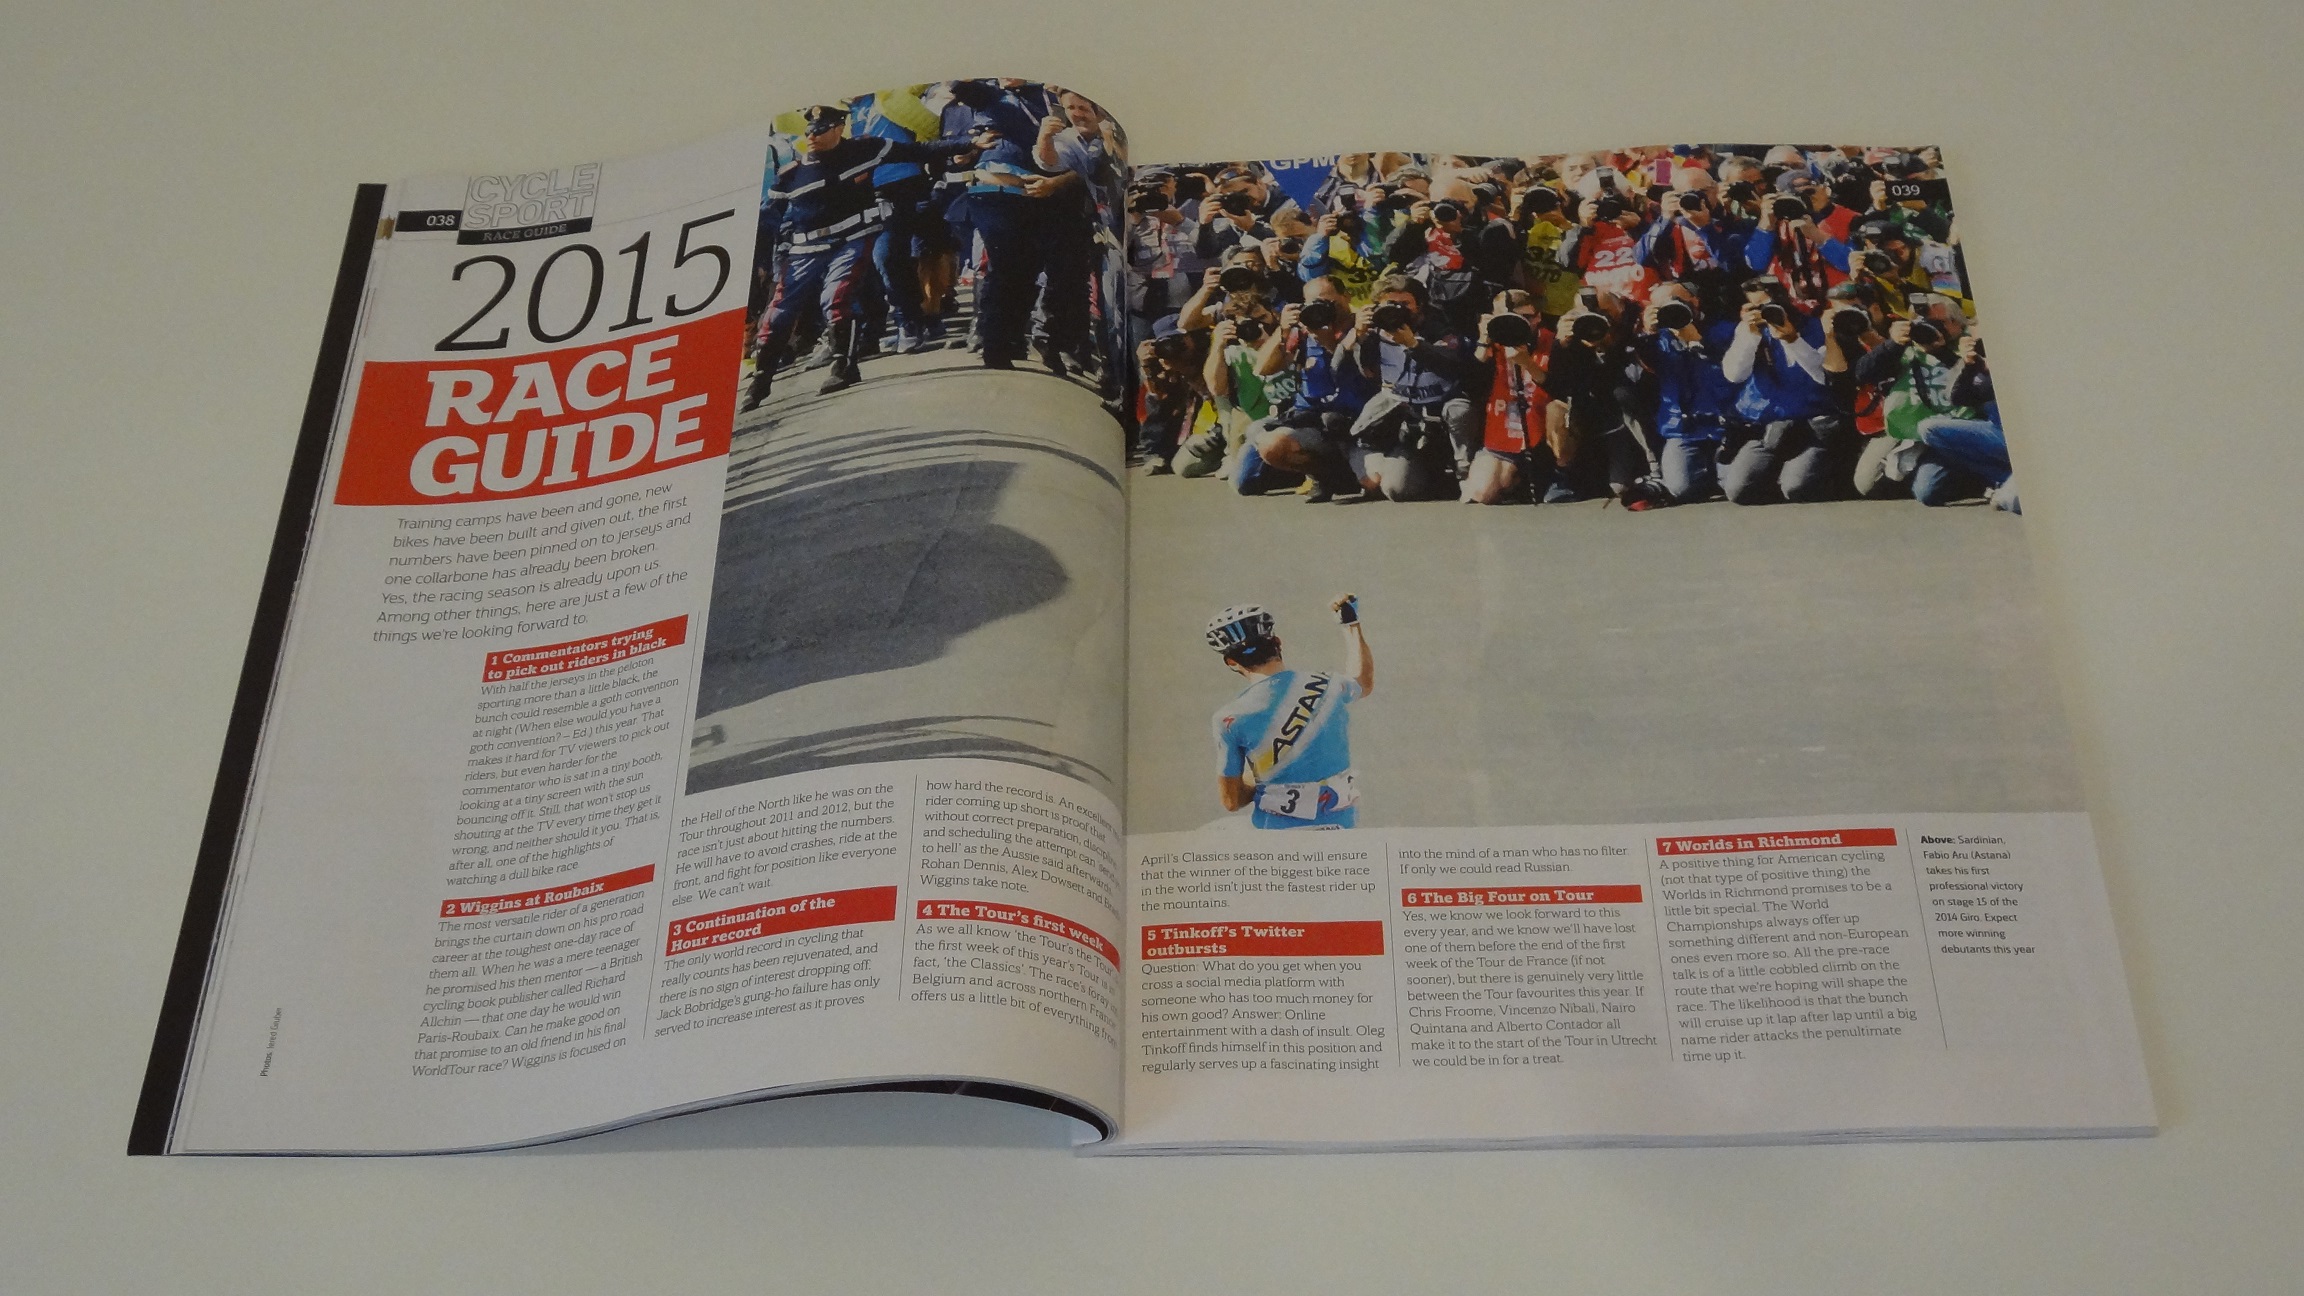 038
CYCLE
SPORT
RACE GUIDE
2015
RACE
GUIDE
Training camps have been and gone, new
bikes have been built and given out, the first
numbers have been pinned on to jerseys and
one collarbone has already been broken.
Yes, the racing season is already upon us.
Among other things, here are just a few of the
things we're looking forward to.
1 Commentators trying
to pick out riders in black
With half the jerseys in the peloton
sporting more than a little black, the
bunch could resemble a goth convention
at night (When else would you have a
goth convention? – Ed.) this year. That
makes it hard for TV viewers to pick out
riders, but even harder for the
commentator who is sat in a tiny booth,
looking at a tiny screen with the sun
bouncing off it. Still, that won't stop us
shouting at the TV every time they get it
wrong, and neither should it you. That is,
after all, one of the highlights of
watching a dull bike race.
2 Wiggins at Roubaix
The most versatile rider of a generation
brings the curtain down on his pro road
career at the toughest one-day race of
them all. When he was a mere teenager
he promised his then mentor — a British
cycling book publisher called Richard
Allchin — that one day he would win
Paris-Roubaix. Can he make good on
that promise to an old friend in his final
WorldTour race? Wiggins is focused on
the Hell of the North like he was on the
Tour throughout 2011 and 2012, but the
race isn't just about hitting the numbers.
He will have to avoid crashes, ride at the
front, and fight for position like everyone
else. We can't wait.
3 Continuation of the
Hour record
The only world record in cycling that
really counts has been rejuvenated, and
there is no sign of interest dropping off.
Jack Bobridge's gung-ho failure has only
served to increase interest as it proves
how hard the record is. An excellent
rider coming up short is proof that
without correct preparation, discipline
and scheduling the attempt can 'send you
to hell' as the Aussie said afterwards.
Rohan Dennis, Alex Dowsett and
Wiggins take note.
4 The Tour's first week
As we all know 'the Tour's the Tour'
the first week of this year's Tour is
fact, 'the Classics'. The race's foray
Belgium and across northern France
offers us a little bit of everything from
Photos: Jered Gruber
039
GPM
22
ASTANA
3
April's Classics season and will ensure
that the winner of the biggest bike race
in the world isn't just the fastest rider up
the mountains.
5 Tinkoff's Twitter
outbursts
Question: What do you get when you
cross a social media platform with
someone who has too much money for
his own good? Answer: Online
entertainment with a dash of insult. Oleg
Tinkoff finds himself in this position and
regularly serves up a fascinating insight
into the mind of a man who has no filter.
If only we could read Russian.
6 The Big Four on Tour
Yes, we know we look forward to this
every year, and we know we'll have lost
one of them before the end of the first
week of the Tour de France (if not
sooner), but there is genuinely very little
between the Tour favourites this year. If
Chris Froome, Vincenzo Nibali, Nairo
Quintana and Alberto Contador all
make it to the start of the Tour in Utrecht
we could be in for a treat.
7 Worlds in Richmond
A positive thing for American cycling
(not that type of positive thing) the
Worlds in Richmond promises to be a
little bit special. The World
Championships always offer up
something different and non-European
ones even more so. All the pre-race
talk is of a little cobbled climb on the
route that we're hoping will shape the
race. The likelihood is that the bunch
will cruise up it lap after lap until a big
name rider attacks the penultimate
time up it.
Above: Sardinian,
Fabio Aru (Astana)
takes his first
professional victory
on stage 15 of the
2014 Giro. Expect
more winning
debutants this year